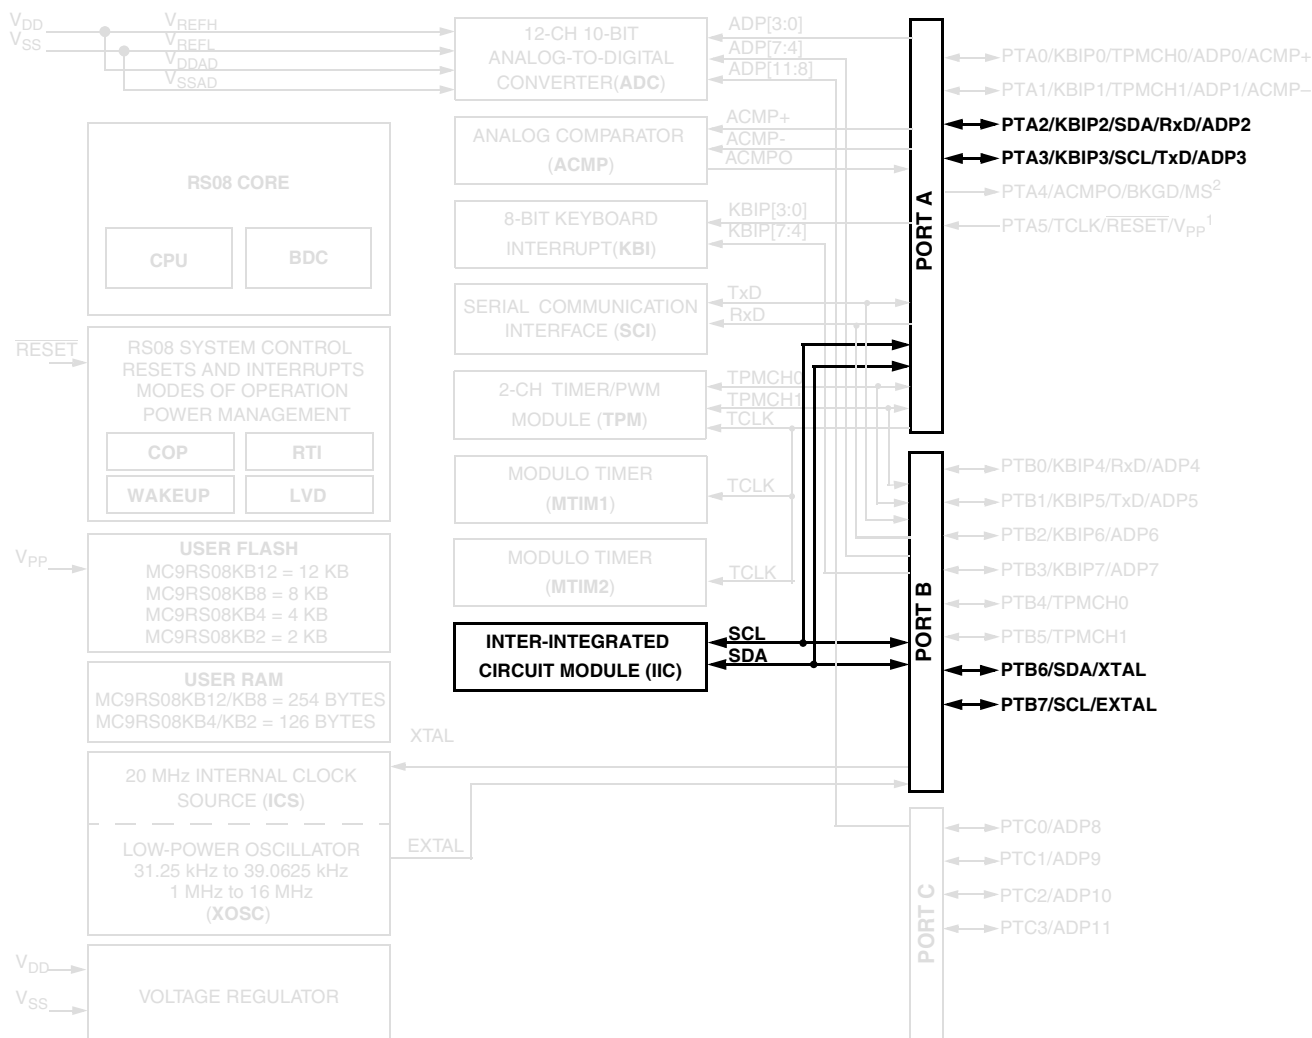 VDD
VSS
VREFH
VREFL
VDDAD
VSSAD
12-CH 10-BIT
ANALOG-TO-DIGITAL
CONVERTER(ADC)
ADP[3:0]
ADP[7:4]
ADP[11:8]
ANALOG COMPARATOR
(ACMP)
ACMP+
ACMP-
ACMPO
8-BIT KEYBOARD
INTERRUPT(KBI)
KBIP[3:0]
KBIP[7:4]
SERIAL COMMUNICATION
INTERFACE (SCI)
TxD
RxD
2-CH TIMER/PWM
MODULE (TPM)
TPMCH0
TPMCH1
TCLK
MODULO TIMER
(MTIM1)
TCLK
MODULO TIMER
(MTIM2)
TCLK
INTER-INTEGRATED
CIRCUIT MODULE (IIC)
SCL
SDA
RS08 CORE
CPU
BDC
RESET
RS08 SYSTEM CONTROL
RESETS AND INTERRUPTS
MODES OF OPERATION
POWER MANAGEMENT
COP
RTI
WAKEUP
LVD
VPP
USER FLASH
MC9RS08KB12 = 12 KB
MC9RS08KB8 = 8 KB
MC9RS08KB4 = 4 KB
MC9RS08KB2 = 2 KB
USER RAM
MC9RS08KB12/KB8 = 254 BYTES
MC9RS08KB4/KB2 = 126 BYTES
XTAL
20 MHz INTERNAL CLOCK
SOURCE (ICS)
EXTAL
LOW-POWER OSCILLATOR
31.25 kHz to 39.0625 kHz
1 MHz to 16 MHz
(XOSC)
VDD
VSS
VOLTAGE REGULATOR
PORT A
PTA0/KBIP0/TPMCH0/ADP0/ACMP+
PTA1/KBIP1/TPMCH1/ADP1/ACMP–
PTA2/KBIP2/SDA/RxD/ADP2
PTA3/KBIP3/SCL/TxD/ADP3
PTA4/ACMPO/BKGD/MS2
PTA5/TCLK/RESET/VPP1
PORT B
PTB0/KBIP4/RxD/ADP4
PTB1/KBIP5/TxD/ADP5
PTB2/KBIP6/ADP6
PTB3/KBIP7/ADP7
PTB4/TPMCH0
PTB5/TPMCH1
PTB6/SDA/XTAL
PTB7/SCL/EXTAL
PORT C
PTC0/ADP8
PTC1/ADP9
PTC2/ADP10
PTC3/ADP11